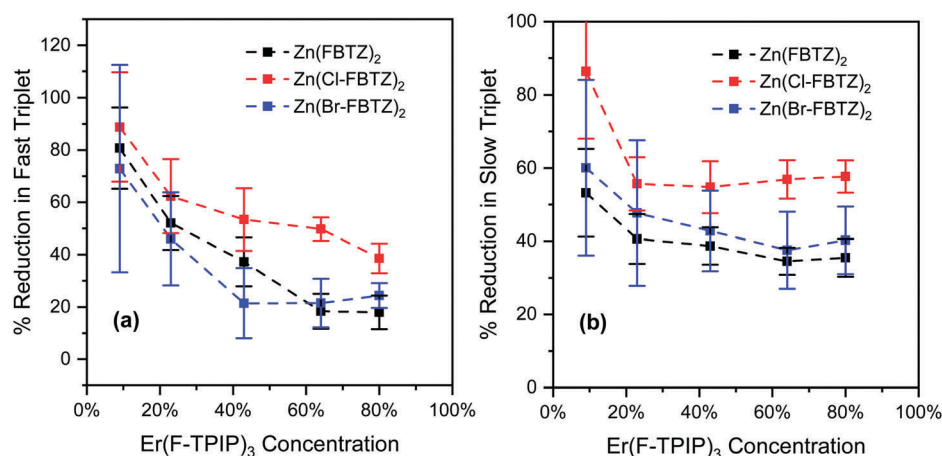 % Reduction in Fast Triplet
120
100
80
60
40
20
0
Zn(FBTZ)₂
Zn(Cl-FBTZ)₂
Zn(Br-FBTZ)₂
(a)
0% 20% 40% 60% 80% 100%
Er(F-TPIP)₃ Concentration
% Reduction in Slow Triplet
100
80
60
40
20
0
Zn(FBTZ)₂
Zn(Cl-FBTZ)₂
Zn(Br-FBTZ)₂
(b)
0% 20% 40% 60% 80% 100%
Er(F-TPIP)₃ Concentration